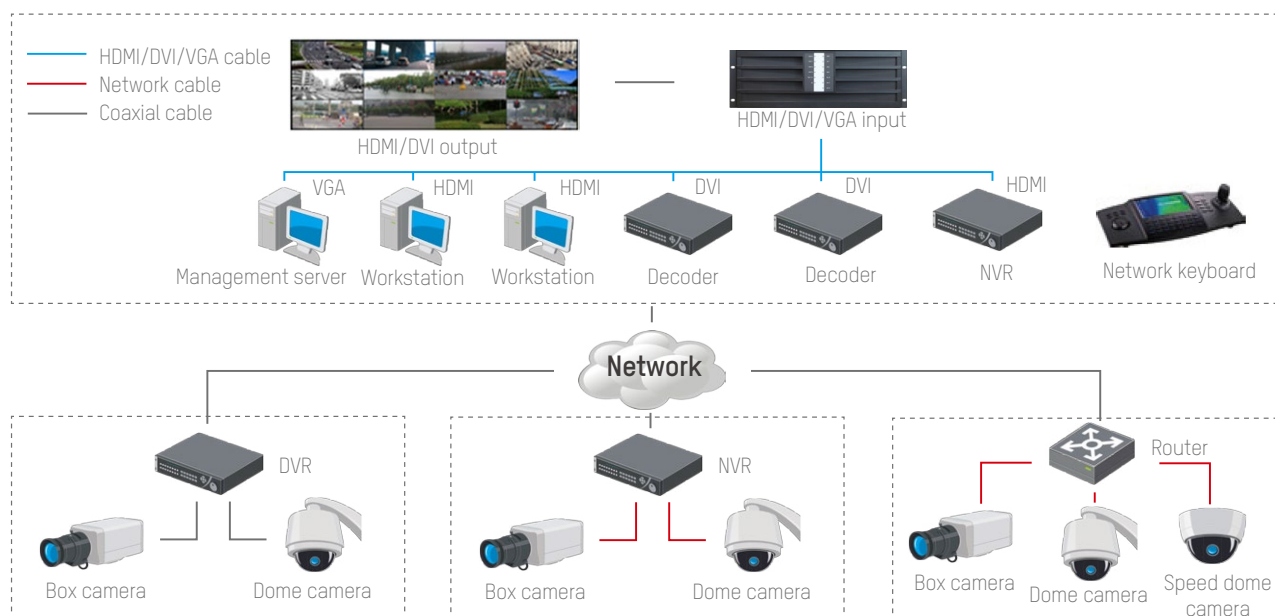 HDMI/DVI/VGA cable
Network cable
Coaxial cable
HDMI/DVI output
HDMI/DVI/VGA input
VGA
HDMI
HDMI
DVI
DVI
HDMI
Management server
Workstation
Workstation
Decoder
Decoder
NVR
Network keyboard
Network
DVR
NVR
Router
Box camera
Dome camera
Box camera
Dome camera
Box camera
Dome camera
Speed dome
camera